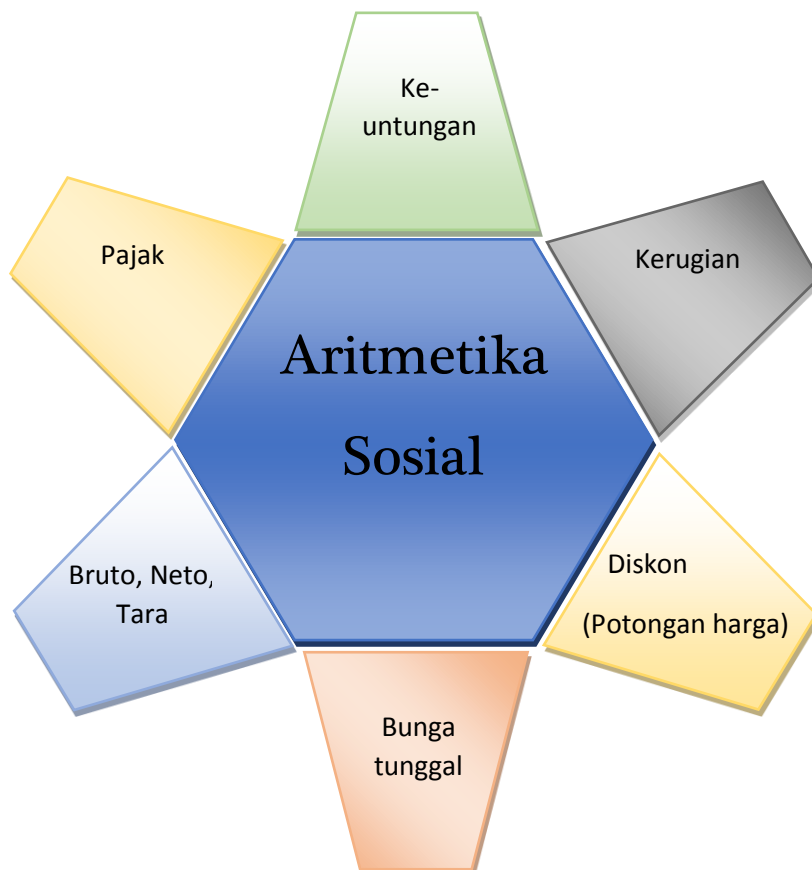 Ke-
untungan
Pajak
Kerugian
Aritmetika
Sosial
Bruto, Neto,
Tara
Diskon
(Potongan harga)
Bunga
tunggal